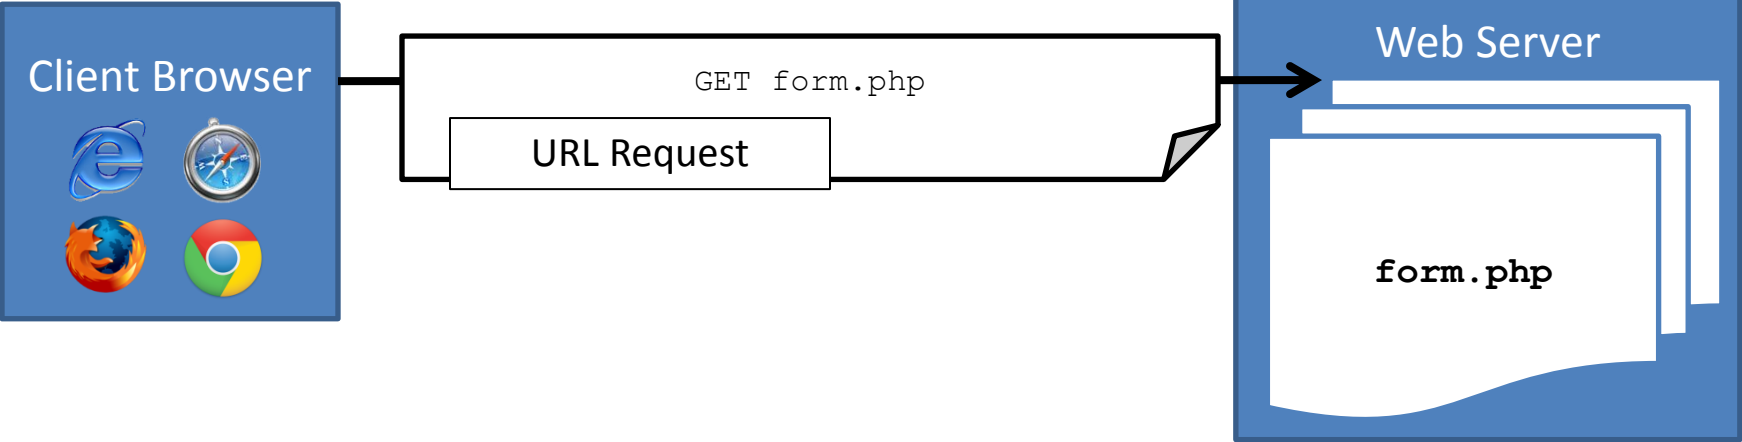 Client Browser
GET form.php
URL Request
Web Server
form.php